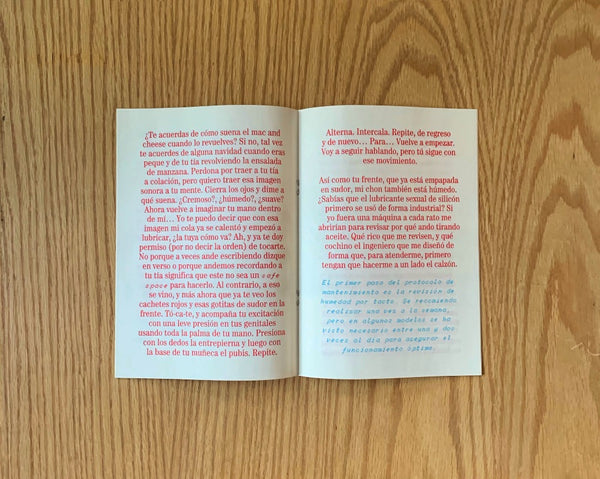 ¿Te acuerdas de cómo suena el mac and
cheese cuando lo revuelves? Si no, tal vez
te acuerdes de alguna navidad cuando eras
peque y de tu tía revolviendo la ensalada
de manzana. Perdona por traer a tu tía
a colación, pero quiero traer esa imagen
sonora a tu mente. Cierra los ojos y dime a
qué suena. ¿Cremoso?, ¿húmedo?, ¿suave?
Ahora vuelve a imaginar tu mano dentro
de mí... Yo te puedo decir que con esa
imagen mi cola ya se calentó y empezó a
lubricar, ¿la tuya cómo va? Ah, y ya te doy
permiso (por no decir la orden) de tocarte.
No porque a veces ande escribiendo dizque
en verso o porque andemos recordando a
tu tía significa que este no sea un safe
space para hacerlo. Al contrario, a eso
se vino, y más ahora que ya te veo los
cachetes rojos y esas gotitas de sudor en la
frente. Tó-ca-te, y acompaña tu excitación
con una leve presión en tus genitales
usando toda la palma de tu mano. Presiona
con los dedos la entrepierna y luego con
la base de tu muñeca el pubis. Repite.
Alterna. Intercala. Repite, de regreso
y de nuevo... Para... Vuelve a empezar.
Voy a seguir hablando, pero tú sigue con
ese movimiento.
Así como tu frente, que ya está empapada
en sudor, mi chon también está húmedo.
¿Sabías que el lubricante sexual de silicón
primero se usó de forma industrial? Si
yo fuera una máquina a cada rato me
abrirían para revisar por qué ando tirando
aceite. Qué rico que me revisen, y qué
cochino el ingeniero que me diseñó de
forma que, para atenderme, primero
tengan que hacerme a un lado el calzón.
El primer paso del protocolo de
mantenimiento es la revisión de
humedad por tacto. Se recomienda
realizar una vez a la semana,
pero en algunos modelos se ha
visto necesario entre una y dos
veces al día para asegurar el
funcionamiento óptimo.